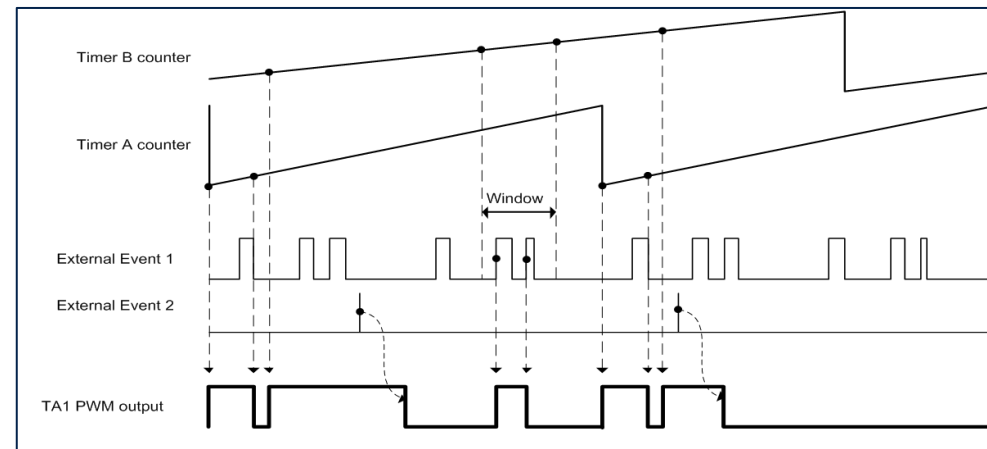 Timer B counter
Timer A counter
Window
External Event 1
External Event 2
TA1 PWM output